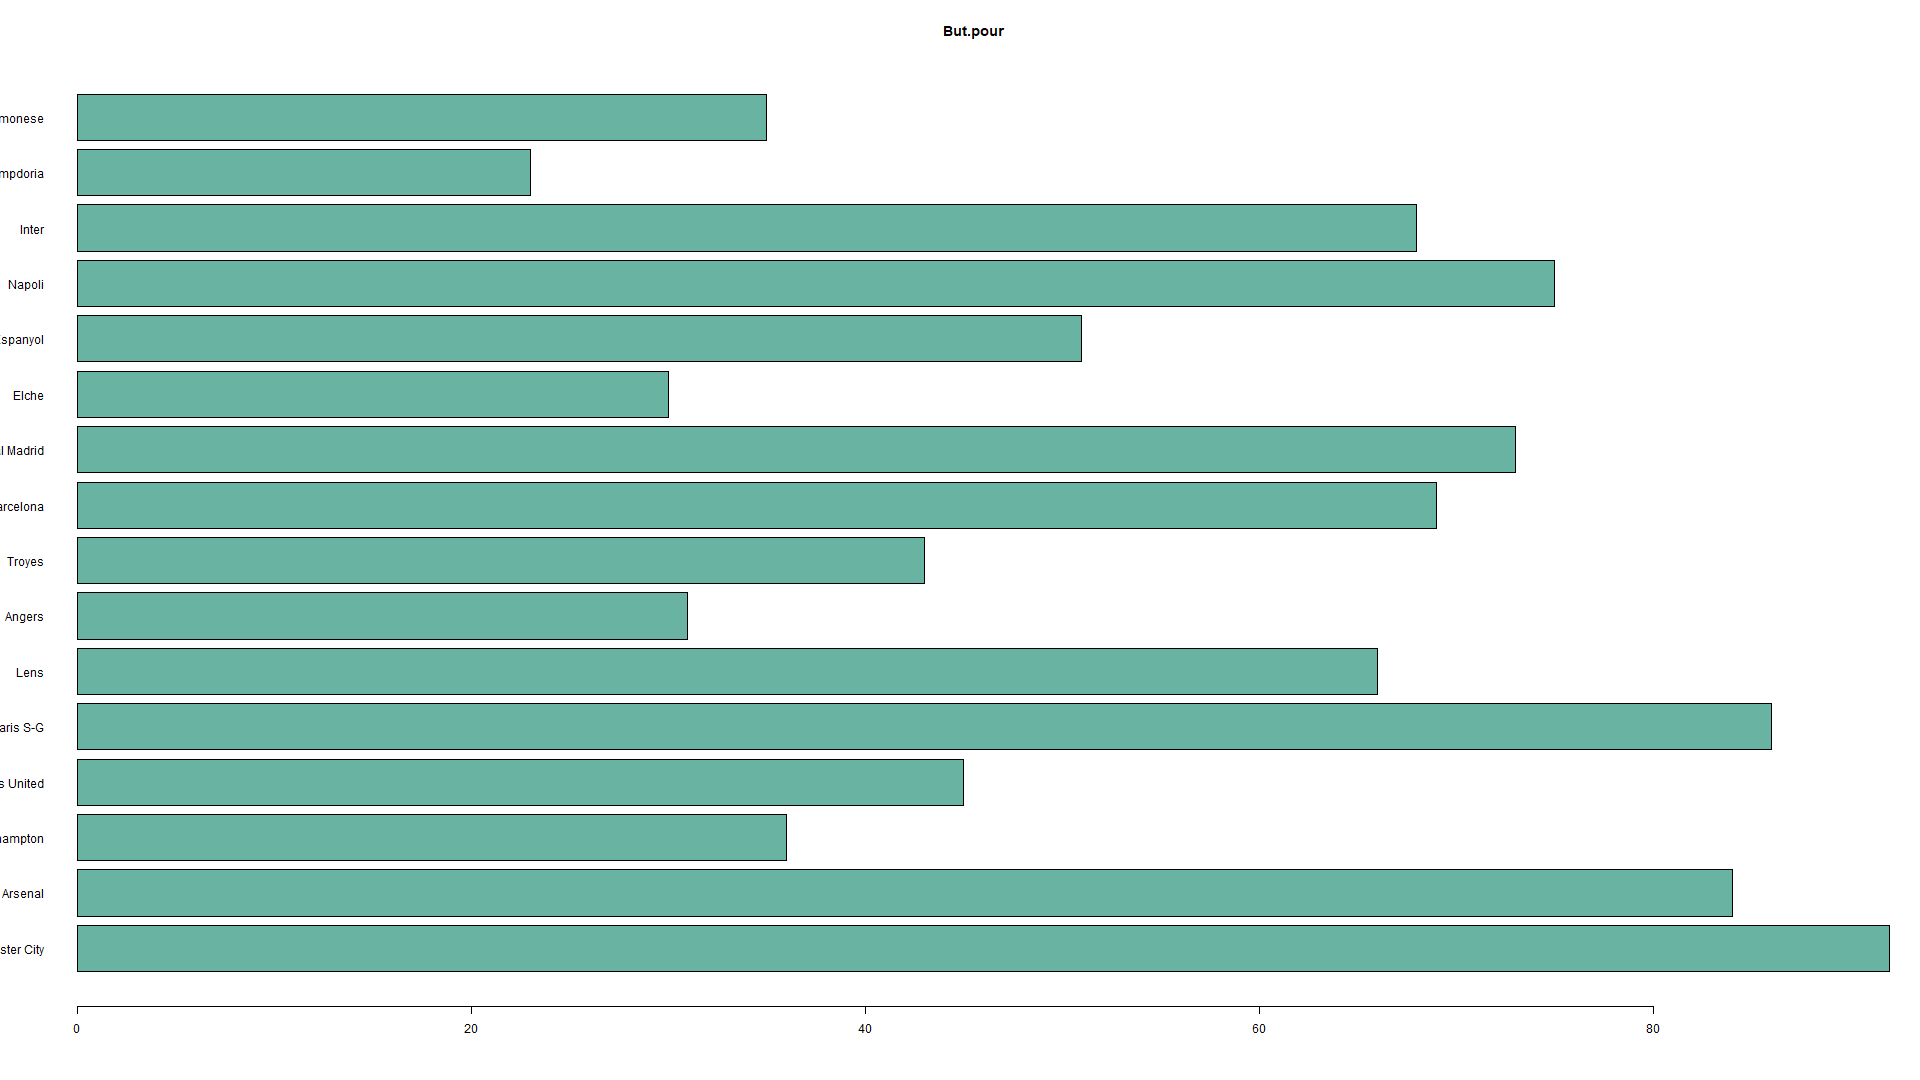 But.pour
monese
mpdoria
Inter
Napoli
spanyol
Elche
l Madrid
arcelona
Troyes
Angers
Lens
aris S-G
s United
ampton
Arsenal
ster City
0 20 40 60 80